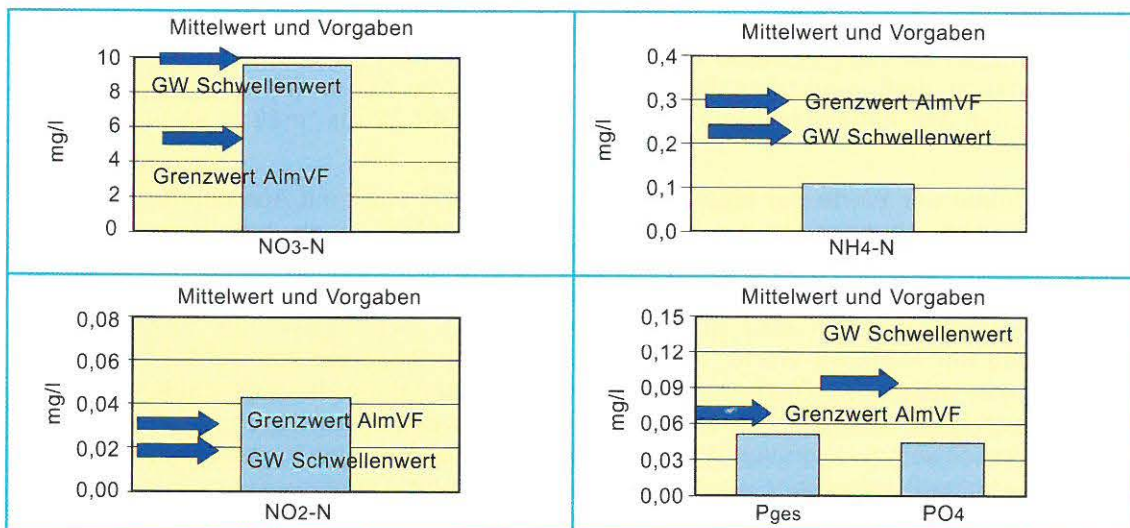 Mittelwert und Vorgaben
10
8
6
4
2
0
mg/l
GW Schwellenwert
Grenzwert AlmVF
NO3-N
Mittelwert und Vorgaben
0,4
0,3
0,2
0,1
0,0
mg/l
Grenzwert AlmVF
GW Schwellenwert
NH4-N
Mittelwert und Vorgaben
0,08
0,06
0,04
0,02
0,00
mg/l
Grenzwert AlmVF
GW Schwellenwert
NO2-N
Mittelwert und Vorgaben
0,15
0,12
0,09
0,06
0,03
0,00
mg/l
GW Schwellenwert
Grenzwert AlmVF
Pges PO4